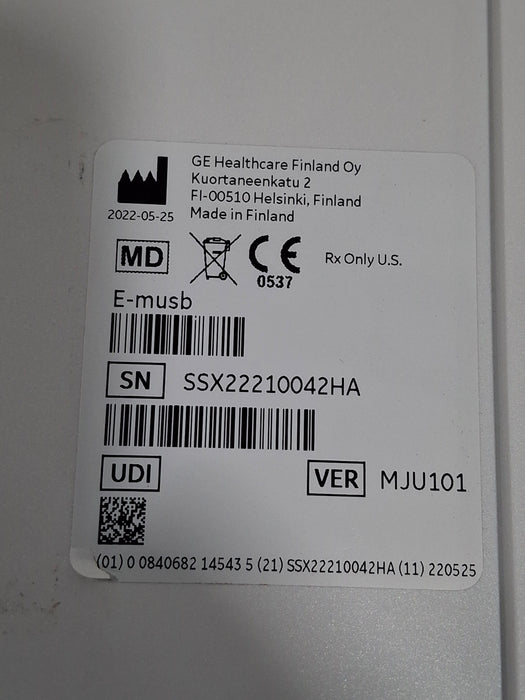 GE Healthcare Finland Oy
Kuortaneenkatu 2
FI-00510 Helsinki, Finland
2022-05-25 Made in Finland
MD CE 0537 Rx Only U.S.
E-musb
SN SSX22210042HA
UDI VER MJU101
(01) 0 0840682 14543 5 (21) SSX22210042HA (11) 220525